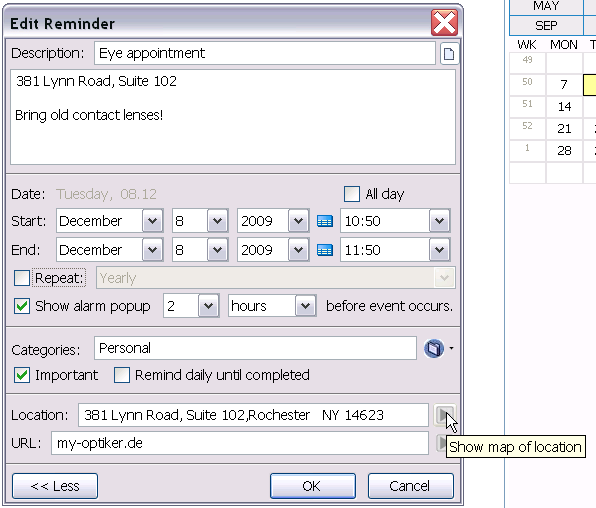 Edit Reminder
Description: Eye appointment
381 Lynn Road, Suite 102
Bring old contact lenses!
Date: Tuesday, 08.12 All day
Start: December 8 2009 10:50
End: December 8 2009 11:50
Repeat: Yearly
Show alarm popup 2 hours before event occurs.
Categories: Personal
Important Remind daily until completed
Location: 381 Lynn Road, Suite 102,Rochester NY 14623
URL: my-optiker.de
Show map of location
<< Less OK Cancel
MAY
SEP
WK MON T
49
50 7
51 14
52 21 2
1 28 2